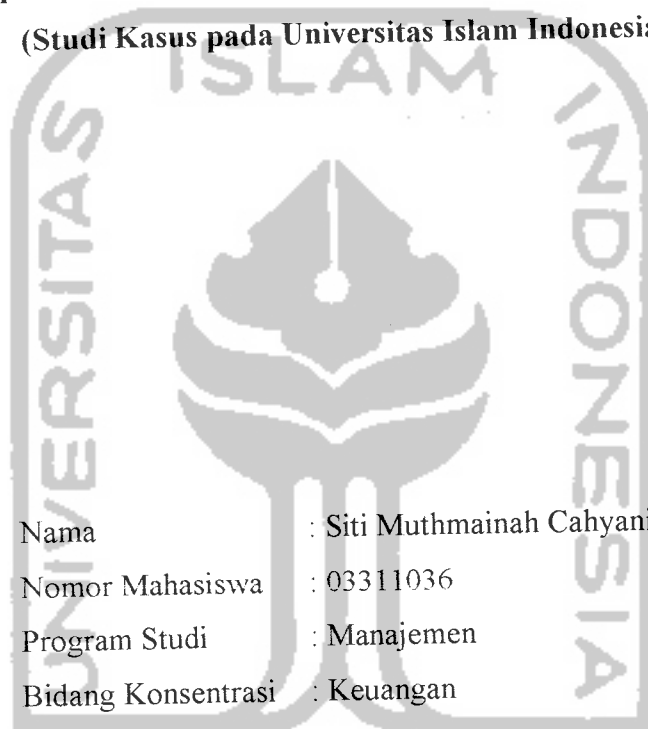 (Studi Kasus pada Universitas Islam Indonesia
ISLAM
UNIVERSITAS
INDONESIA
Nama : Siti Muthmainah Cahyani
Nomor Mahasiswa : 03311036
Program Studi : Manajemen
Bidang Konsentrasi : Keuangan